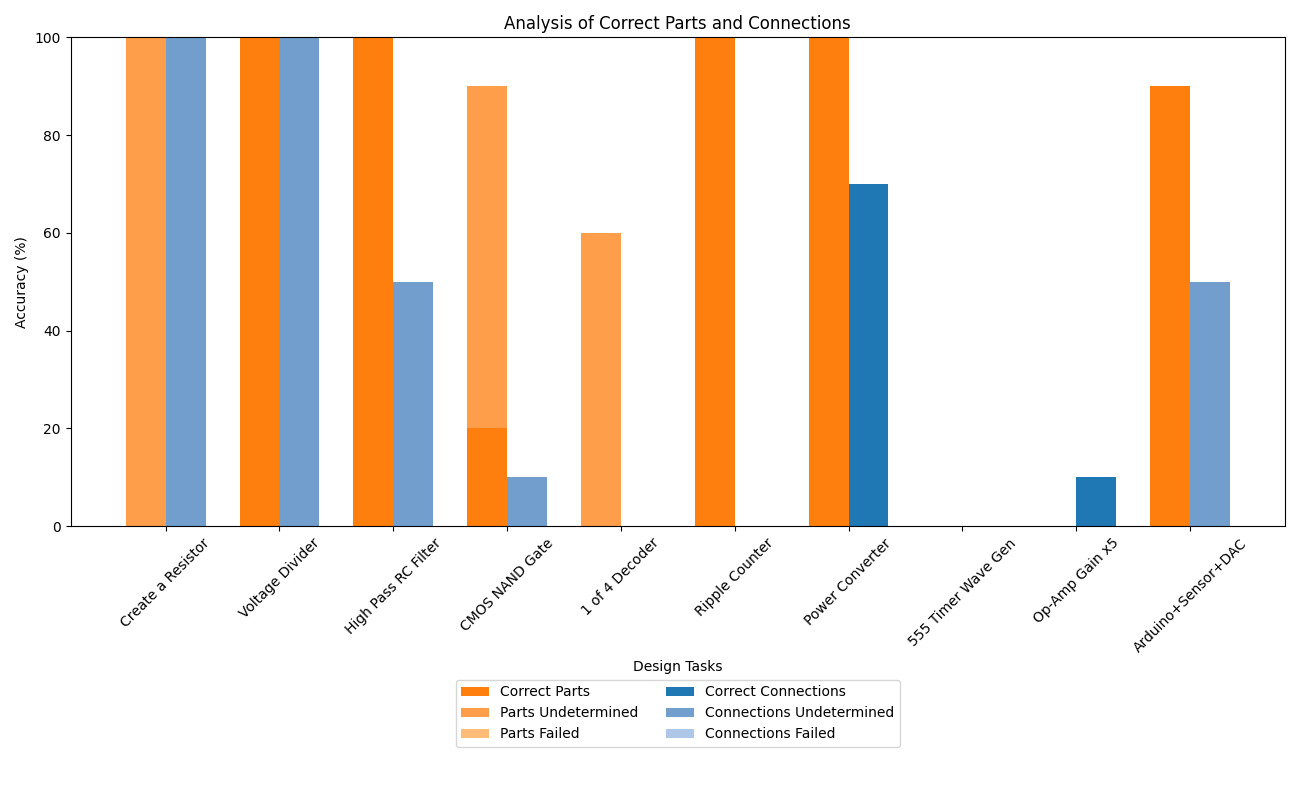 Analysis of Correct Parts and Connections
100
80
60
40
20
0
Accuracy (%)
Create a Resistor
Voltage Divider
High Pass RC Filter
CMOS NAND Gate
1 of 4 Decoder
Ripple Counter
Power Converter
555 Timer Wave Gen
Op-Amp Gain x5
Arduino+Sensor+DAC
Design Tasks
Correct Parts
Parts Undetermined
Parts Failed
Correct Connections
Connections Undetermined
Connections Failed